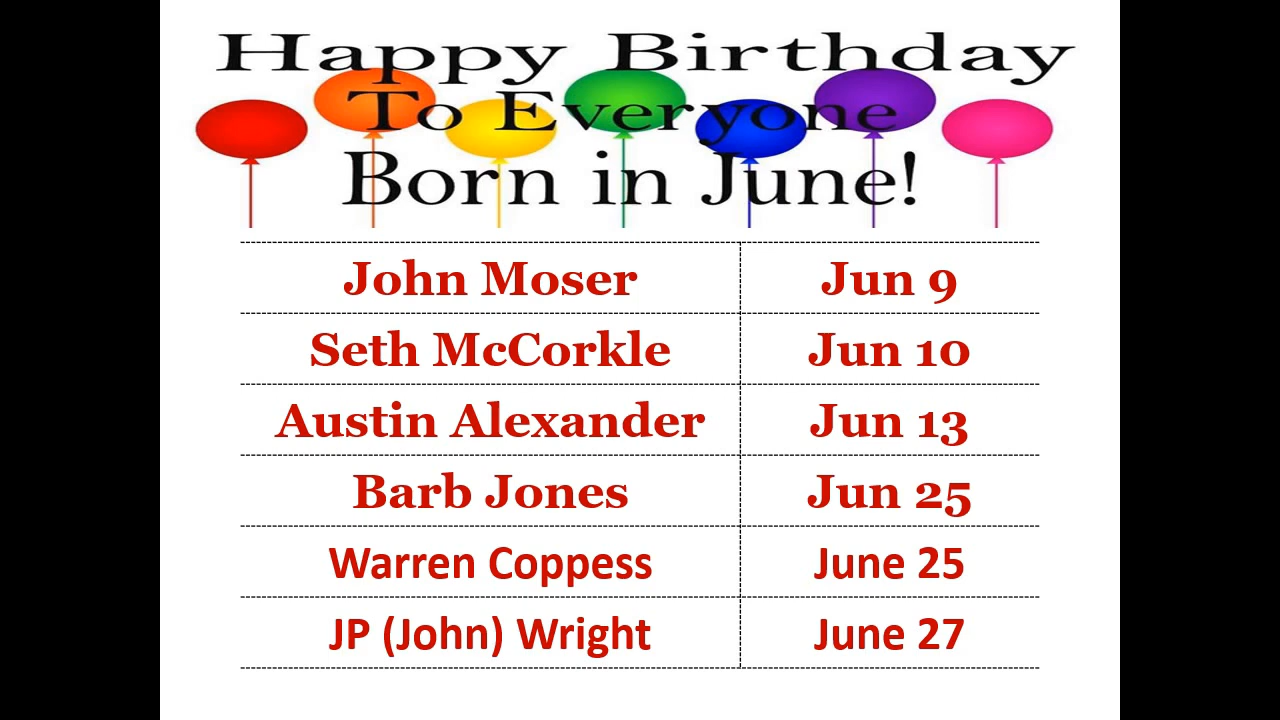 Happy Birthday
To Everyone
Born in June!
John Moser Jun 9
Seth McCorkle Jun 10
Austin Alexander Jun 13
Barb Jones Jun 25
Warren Coppess June 25
JP (John) Wright June 27